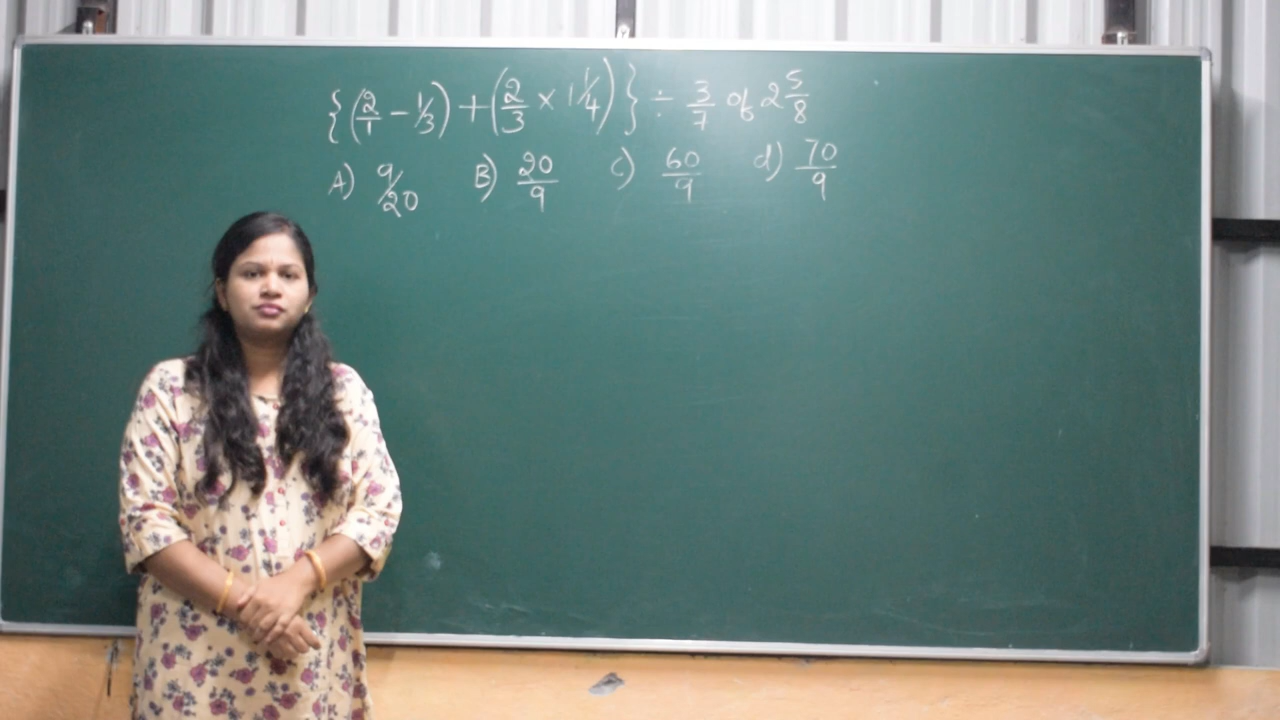 {(2/1 - 1/3) + (2/3 × 1 1/4)} ÷ 3/7 of 2 5/8
A) 9/20 B) 20/9 c) 60/9 d) 70/9